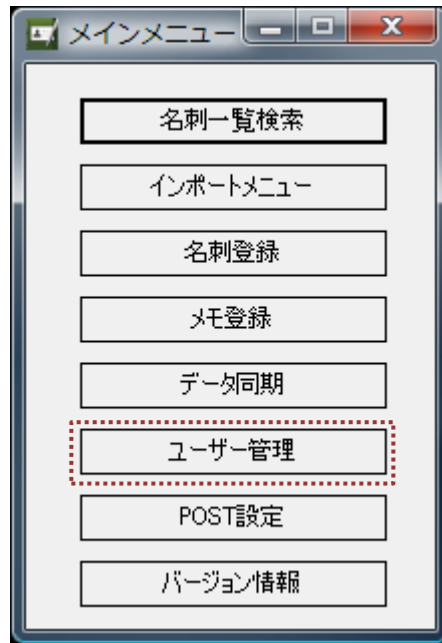 メインメニュー
名刺一覧検索
インポートメニュー
名刺登録
メモ登録
データ同期
ユーザー管理
POST設定
バージョン情報